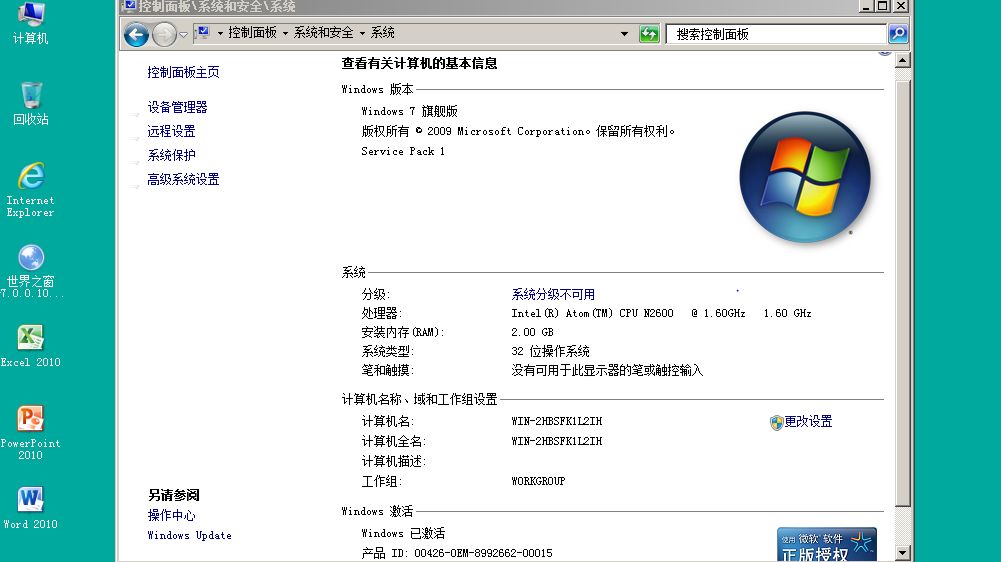 控制面板\系统和安全\系统
控制面板 系统和安全 系统
搜索控制面板
计算机
回收站
Internet
Explorer
世界之窗
7.0.0.10...
Excel 2010
PowerPoint
2010
Word 2010
控制面板主页
设备管理器
远程设置
系统保护
高级系统设置
另请参阅
操作中心
Windows Update
查看有关计算机的基本信息
Windows 版本
Windows 7 旗舰版
版权所有 © 2009 Microsoft Corporation。保留所有权利。
Service Pack 1
系统
分级: 系统分级不可用
处理器: Intel(R) Atom(TM) CPU N2600 @ 1.60GHz 1.60 GHz
安装内存(RAM): 2.00 GB
系统类型: 32 位操作系统
笔和触摸: 没有可用于此显示器的笔或触控输入
计算机名称、域和工作组设置
计算机名: WIN-2HBSFK1L2IH 更改设置
计算机全名: WIN-2HBSFK1L2IH
计算机描述:
工作组: WORKGROUP
Windows 激活
Windows 已激活
产品 ID: 00426-OEM-8992662-00015
使用 微软 软件
正版授权